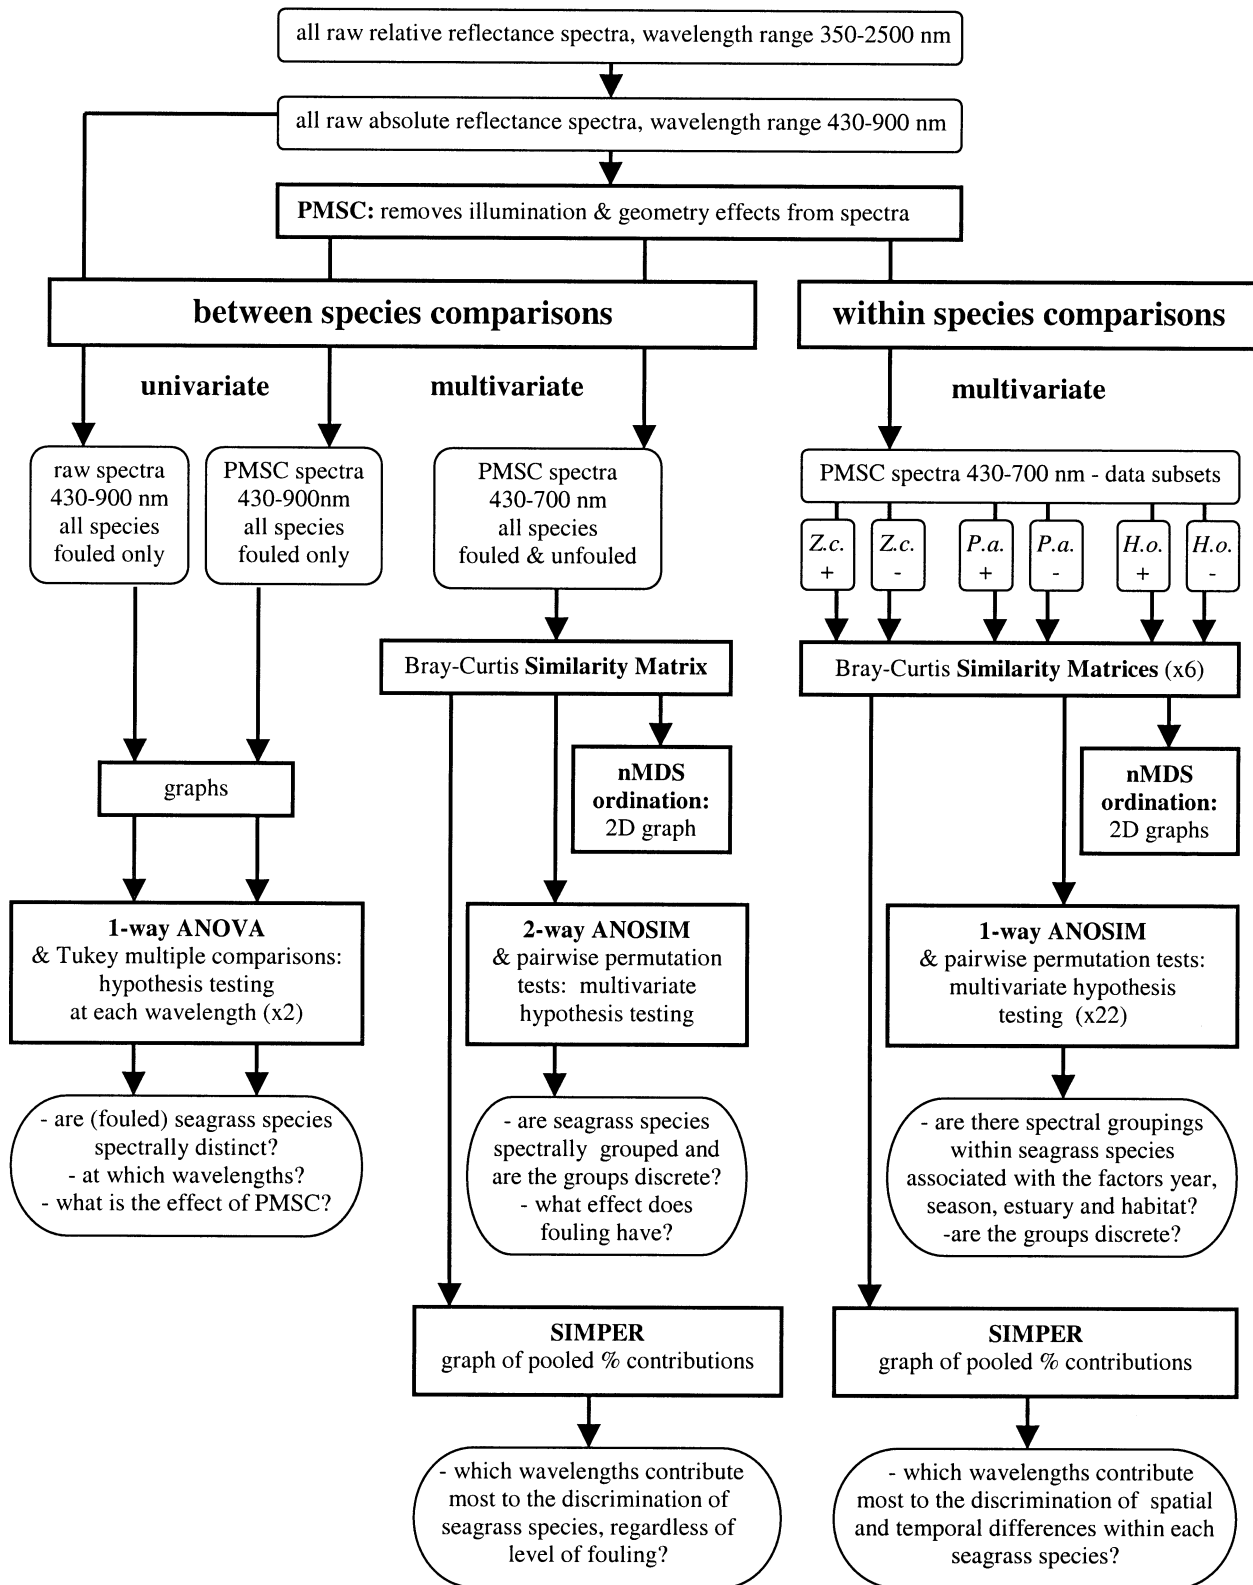 all raw relative reflectance spectra, wavelength range 350-2500 nm
all raw absolute reflectance spectra, wavelength range 430-900 nm
PMSC: removes illumination & geometry effects from spectra
between species comparisons
within species comparisons
univariate
multivariate
multivariate
raw spectra
430-900 nm
all species
fouled only
PMSC spectra
430-900nm
all species
fouled only
PMSC spectra
430-700 nm
all species
fouled & unfouled
PMSC spectra 430-700 nm - data subsets
Z.c.
+
Z.c.
-
P.a.
+
P.a.
-
H.o.
+
H.o.
-
Bray-Curtis Similarity Matrix
Bray-Curtis Similarity Matrices (x6)
graphs
nMDS
ordination:
2D graph
nMDS
ordination:
2D graphs
1-way ANOVA
& Tukey multiple comparisons:
hypothesis testing
at each wavelength (x2)
2-way ANOSIM
& pairwise permutation
tests: multivariate
hypothesis testing
1-way ANOSIM
& pairwise permutation tests:
multivariate hypothesis
testing (x22)
- are (fouled) seagrass species
spectrally distinct?
- at which wavelengths?
- what is the effect of PMSC?
- are seagrass species
spectrally grouped and
are the groups discrete?
- what effect does
fouling have?
- are there spectral groupings
within seagrass species
associated with the factors year,
season, estuary and habitat?
-are the groups discrete?
SIMPER
graph of pooled % contributions
SIMPER
graph of pooled % contributions
- which wavelengths contribute
most to the discrimination of
seagrass species, regardless of
level of fouling?
- which wavelengths contribute
most to the discrimination of spatial
and temporal differences within each
seagrass species?